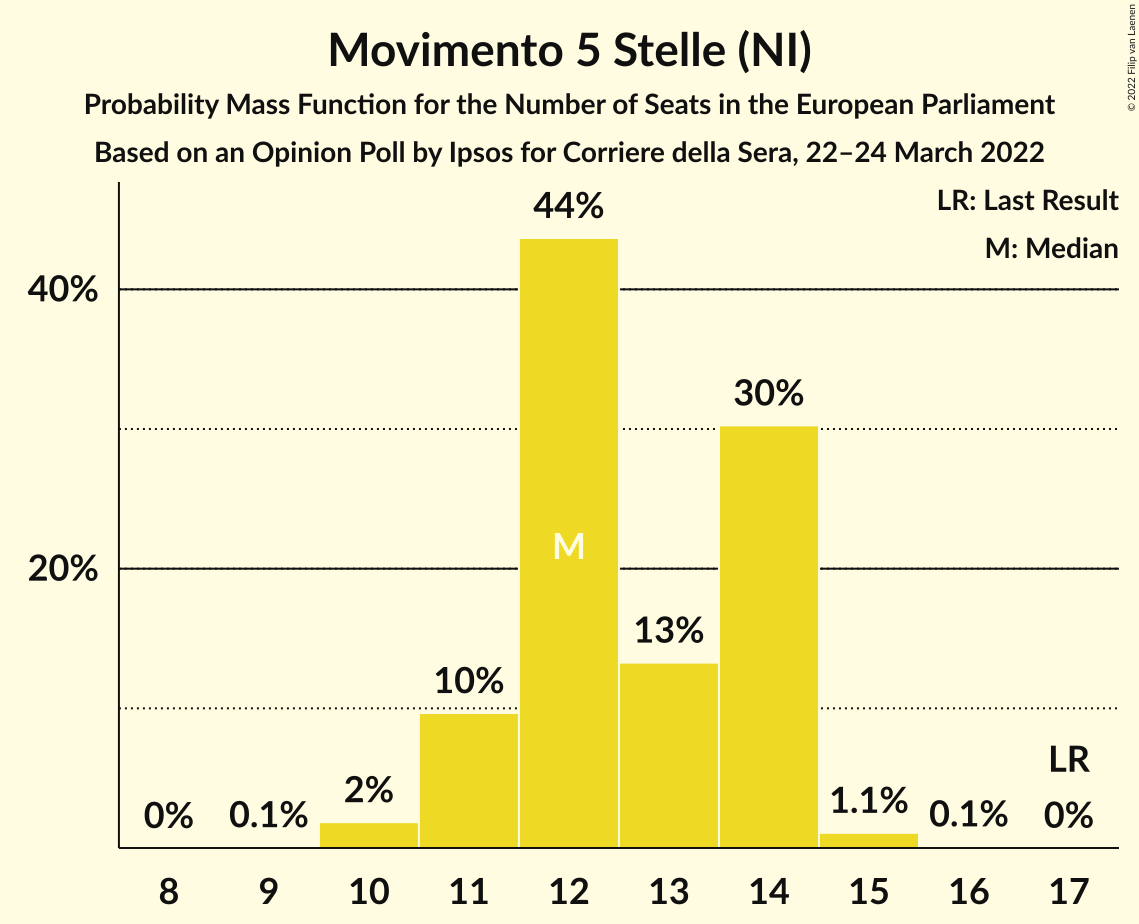 © 2022 Filip van Laenen
Movimento 5 Stelle (NI)
Probability Mass Function for the Number of Seats in the European Parliament
Based on an Opinion Poll by Ipsos for Corriere della Sera, 22–24 March 2022
LR: Last Result
M: Median
44%
40%
30%
M
20%
13%
10%
2%
1.1%
LR
0%
0.1%
0.1%
0%
8 9 10 11 12 13 14 15 16 17